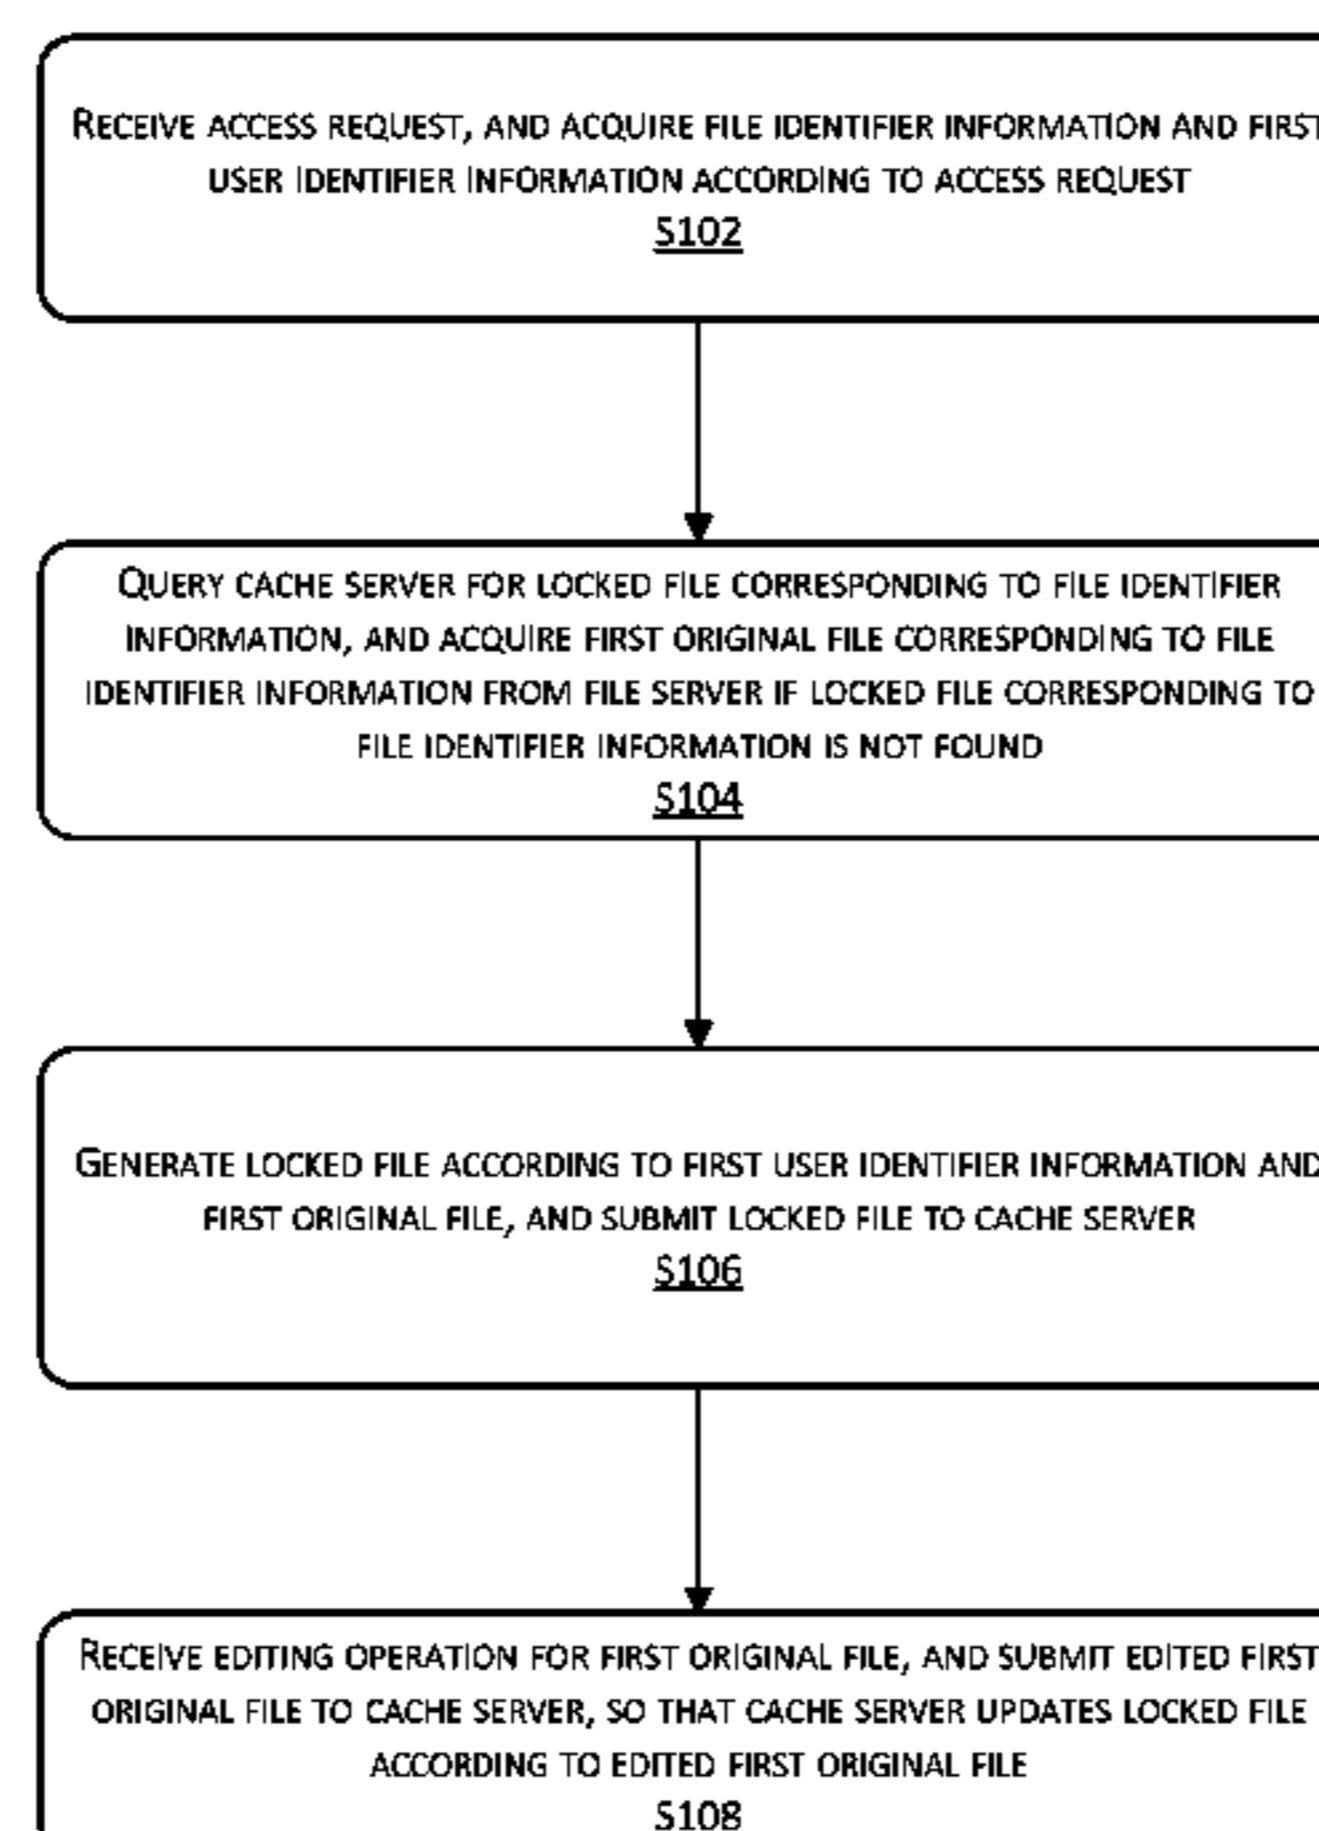 RECEIVE ACCESS REQUEST, AND ACQUIRE FILE IDENTIFIER INFORMATION AND FIRST
USER IDENTIFIER INFORMATION ACCORDING TO ACCESS REQUEST
S102
QUERY CACHE SERVER FOR LOCKED FILE CORRESPONDING TO FILE IDENTIFIER
INFORMATION, AND ACQUIRE FIRST ORIGINAL FILE CORRESPONDING TO FILE
IDENTIFIER INFORMATION FROM FILE SERVER IF LOCKED FILE CORRESPONDING TO
FILE IDENTIFIER INFORMATION IS NOT FOUND
S104
GENERATE LOCKED FILE ACCORDING TO FIRST USER IDENTIFIER INFORMATION AND
FIRST ORIGINAL FILE, AND SUBMIT LOCKED FILE TO CACHE SERVER
S106
RECEIVE EDITING OPERATION FOR FIRST ORIGINAL FILE, AND SUBMIT EDITED FIRST
ORIGINAL FILE TO CACHE SERVER, SO THAT CACHE SERVER UPDATES LOCKED FILE
ACCORDING TO EDITED FIRST ORIGINAL FILE
S108